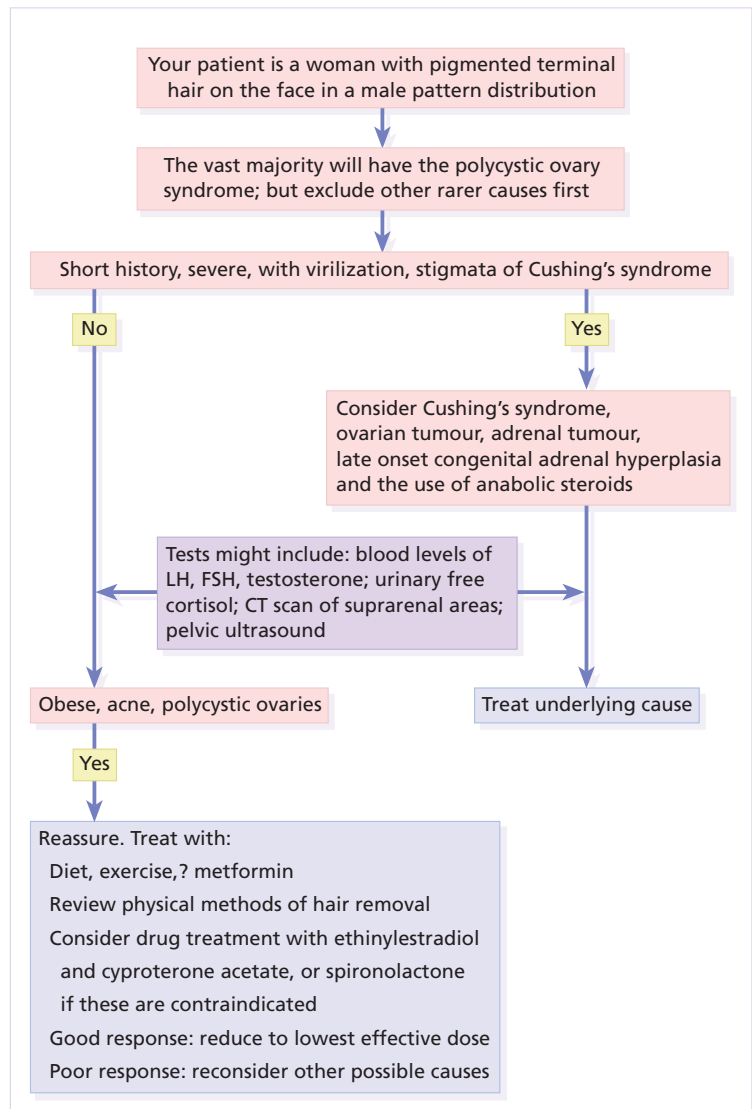 Your patient is a woman with pigmented terminal
hair on the face in a male pattern distribution
The vast majority will have the polycystic ovary
syndrome; but exclude other rarer causes first
Short history, severe, with virilization, stigmata of Cushing's syndrome
No
Yes
Consider Cushing's syndrome,
ovarian tumour, adrenal tumour,
late onset congenital adrenal hyperplasia
and the use of anabolic steroids
Tests might include: blood levels of
LH, FSH, testosterone; urinary free
cortisol; CT scan of suprarenal areas;
pelvic ultrasound
Obese, acne, polycystic ovaries
Treat underlying cause
Yes
Reassure. Treat with:
Diet, exercise,? metformin
Review physical methods of hair removal
Consider drug treatment with ethinylestradiol
and cyproterone acetate, or spironolactone
if these are contraindicated
Good response: reduce to lowest effective dose
Poor response: reconsider other possible causes